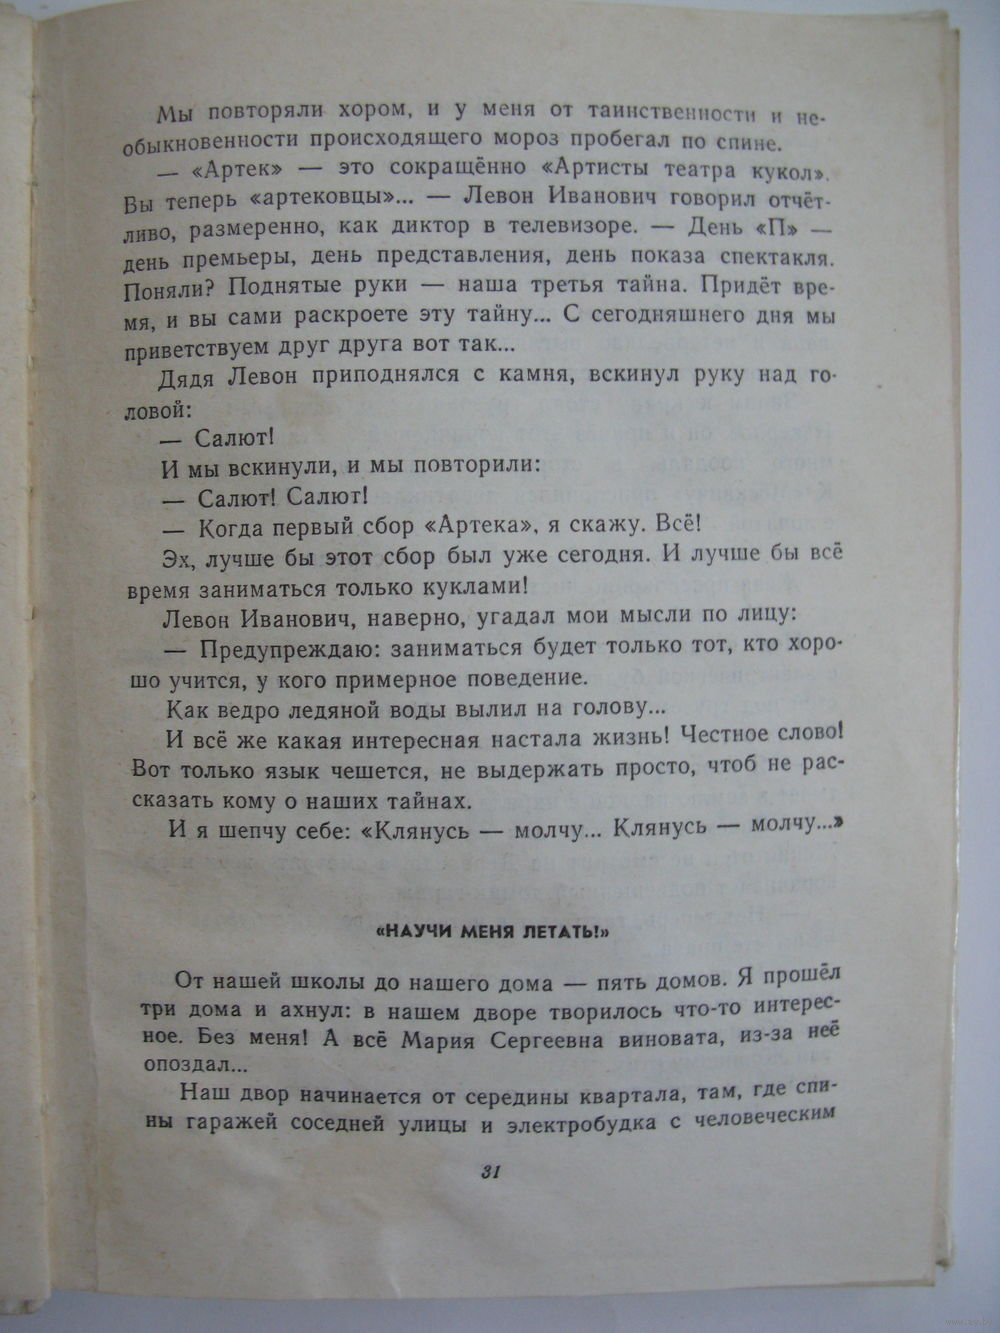 Мы повторяли хором, и у меня от таинственности и не-
обыкновенности происходящего мороз пробегал по спине.
— «Артек» — это сокращённо «Артисты театра кукол».
Вы теперь «артековцы»... — Левон Иванович говорил отчёт-
ливо, размеренно, как диктор в телевизоре. — День «П» —
день премьеры, день представления, день показа спектакля.
Поняли? Поднятые руки — наша третья тайна. Придёт вре-
мя, и вы сами раскроете эту тайну... С сегодняшнего дня мы
приветствуем друг друга вот так...
Дядя Левон приподнялся с камня, вскинул руку над го-
ловой:
— Салют!
И мы вскинули, и мы повторили:
— Салют! Салют!
— Когда первый сбор «Артека», я скажу. Всё!
Эх, лучше бы этот сбор был уже сегодня. И лучше бы всё
время заниматься только куклами!
Левон Иванович, наверно, угадал мои мысли по лицу:
— Предупреждаю: заниматься будет только тот, кто хоро-
шо учится, у кого примерное поведение.
Как ведро ледяной воды вылил на голову...
И всё же какая интересная настала жизнь! Честное слово!
Вот только язык чешется, не выдержать просто, чтоб не рас-
сказать кому о наших тайнах.
И я шепчу себе: «Клянусь — молчу... Клянусь — молчу...»
«НАУЧИ МЕНЯ ЛЕТАТЬ!»
От нашей школы до нашего дома — пять домов. Я прошёл
три дома и ахнул: в нашем дворе творилось что-то интерес-
ное. Без меня! А всё Мария Сергеевна виновата, из-за неё
опоздал...
Наш двор начинается от середины квартала, там, где спи-
ны гаражей соседней улицы и электробудка с человеческим
31